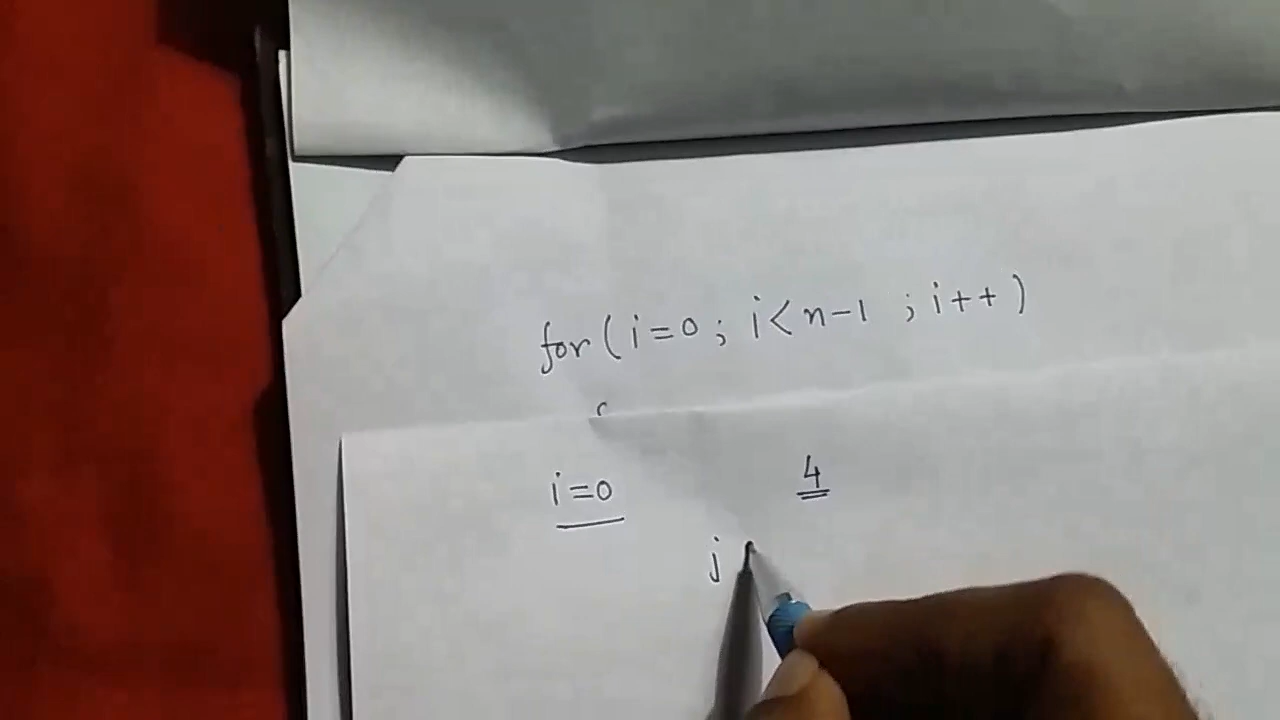 for ( i=0 ; i<n-1 ; i++ )
i=0 4
j